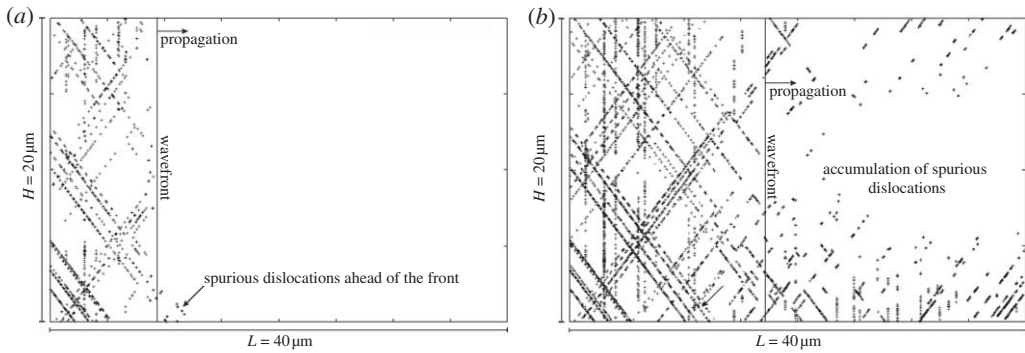 (a)
propagation
wavefront
H = 20 µm
spurious dislocations ahead of the front
L = 40 µm
(b)
propagation
wavefront
H = 20 µm
accumulation of spurious
dislocations
L = 40 µm